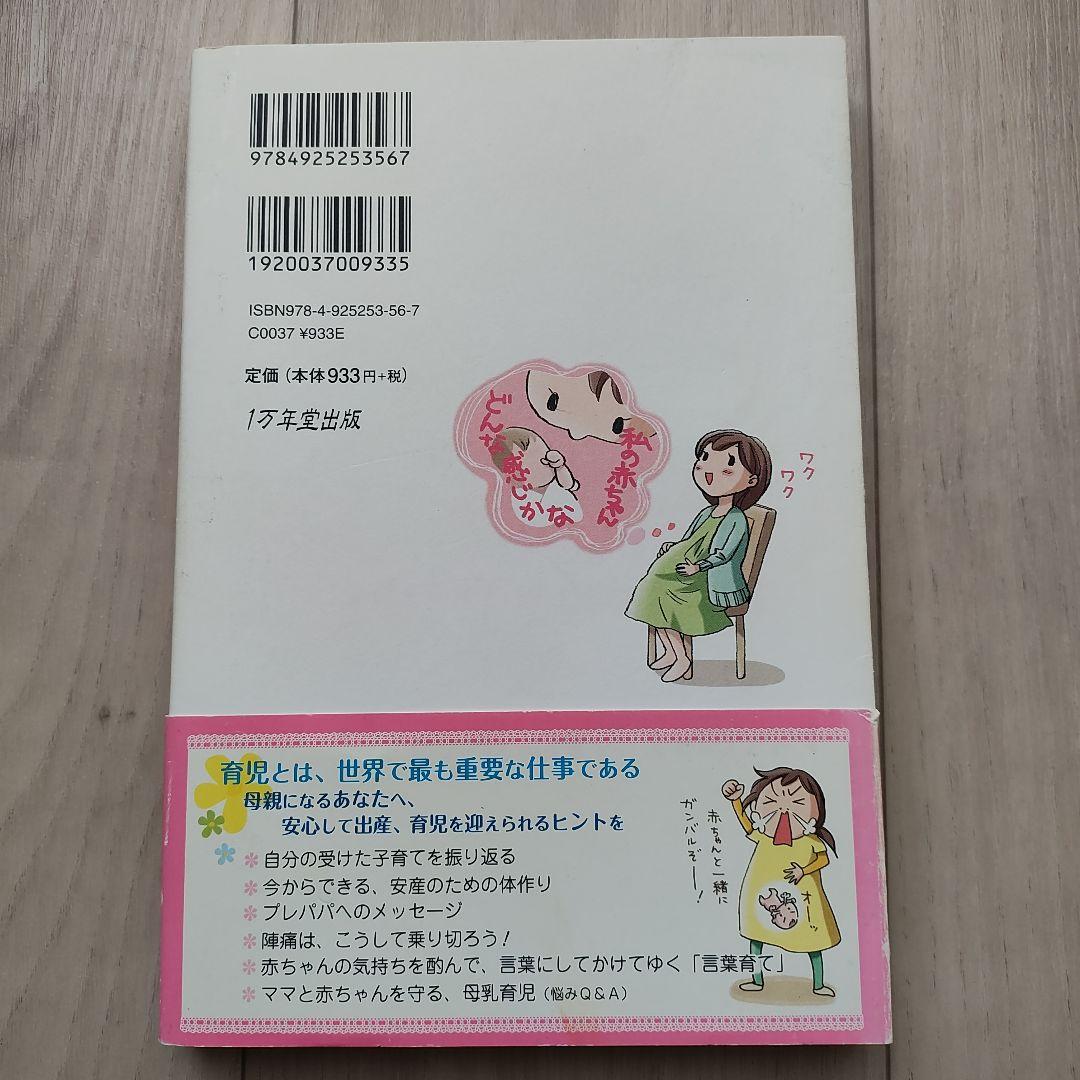 9784925253567
1920037009335
ISBN978-4-925253-56-7
C0037 ¥933E
定価(本体933円+税)
1万年堂出版
私の赤ちゃん
どんな感じかな
ワク
ワク
育児とは、世界で最も重要な仕事である
母親になるあなたへ、
安心して出産、育児を迎えられるヒントを
＊自分の受けた子育てを振り返る
＊今からできる、安産のための体作り
＊プレパパへのメッセージ
＊陣痛は、こうして乗り切ろう！
＊赤ちゃんの気持ちを酌んで、言葉にしてかけてゆく「言葉育て」
＊ママと赤ちゃんを守る、母乳育児（悩みQ&A）
赤ちゃんと一緒に
ガンバルぞー！
オーッ